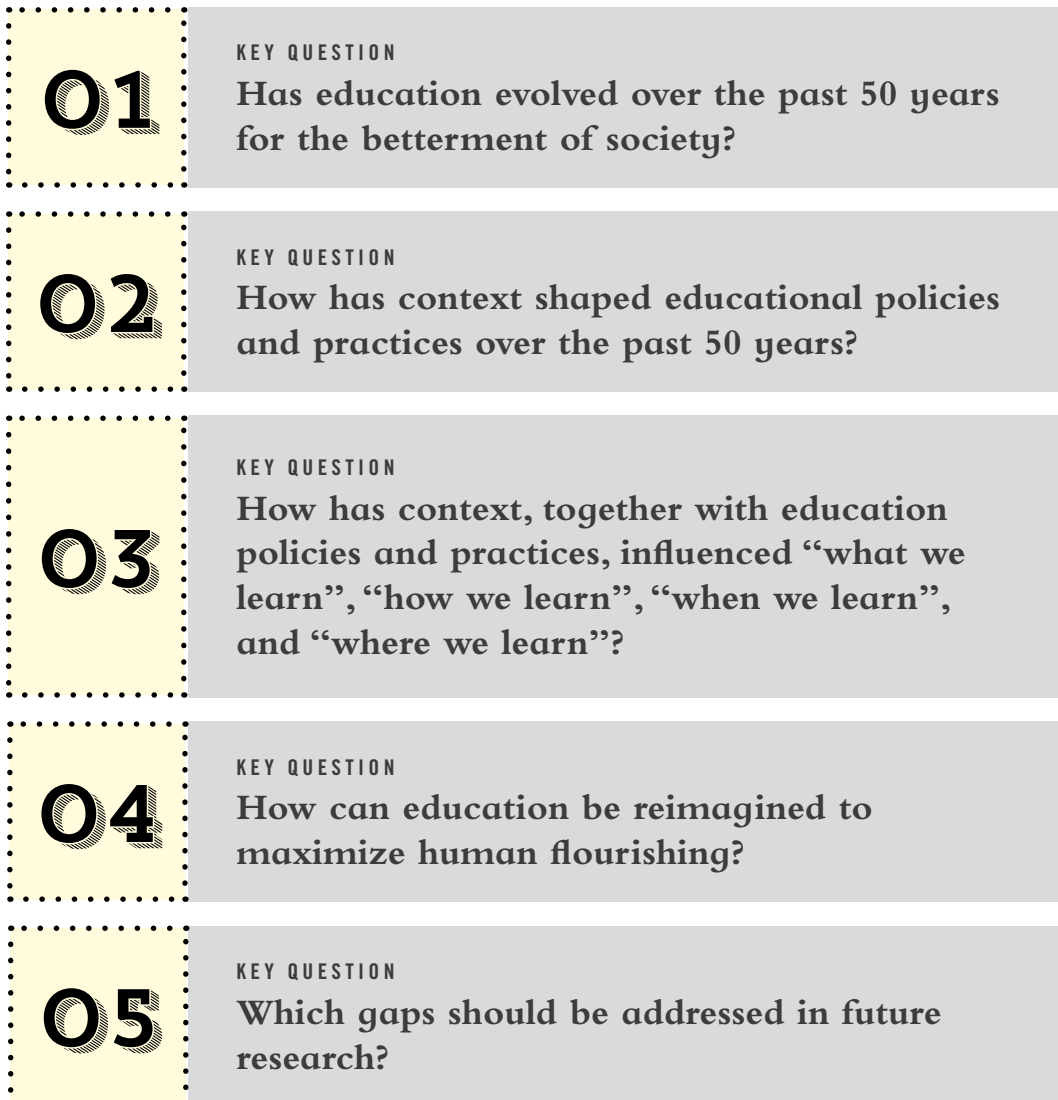 01
KEY QUESTION
Has education evolved over the past 50 years
for the betterment of society?
02
KEY QUESTION
How has context shaped educational policies
and practices over the past 50 years?
03
KEY QUESTION
How has context, together with education
policies and practices, influenced “what we
learn”, “how we learn”, “when we learn”,
and “where we learn”?
04
KEY QUESTION
How can education be reimagined to
maximize human flourishing?
05
KEY QUESTION
Which gaps should be addressed in future
research?